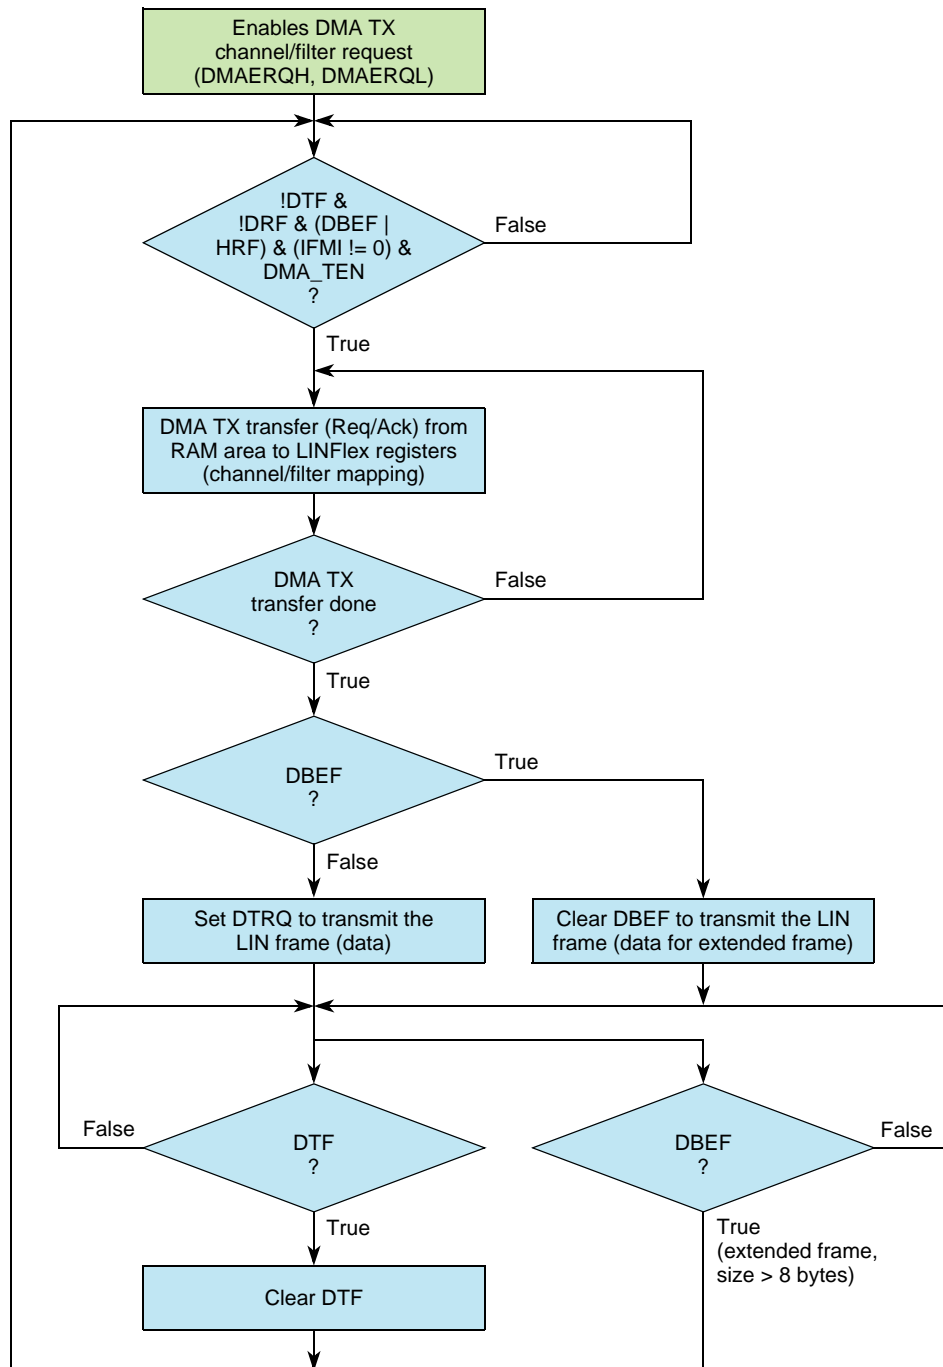 Enables DMA TX
channel/filter request
(DMAERQH, DMAERQL)
!DTF &
!DRF & (DBEF |
HRF) & (IFMI != 0) &
DMA_TEN
?
False
True
DMA TX transfer (Req/Ack) from
RAM area to LINFlex registers
(channel/filter mapping)
DMA TX
transfer done
?
False
True
DBEF
?
True
False
Set DTRQ to transmit the
LIN frame (data)
Clear DBEF to transmit the LIN
frame (data for extended frame)
False
DTF
?
DBEF
?
False
True
True
(extended frame,
size > 8 bytes)
Clear DTF